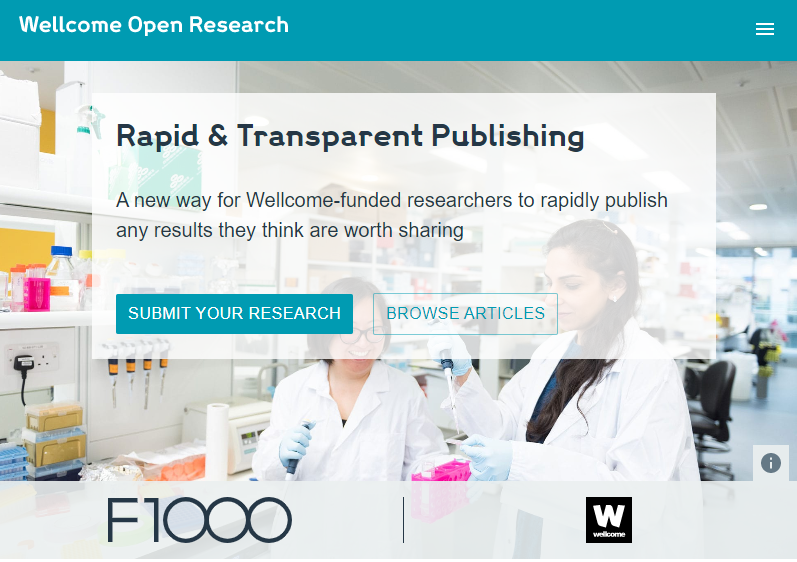 Wellcome Open Research
Rapid & Transparent Publishing
A new way for Wellcome-funded researchers to rapidly publish
any results they think are worth sharing
SUBMIT YOUR RESEARCH
BROWSE ARTICLES
F1000
W
wellcome